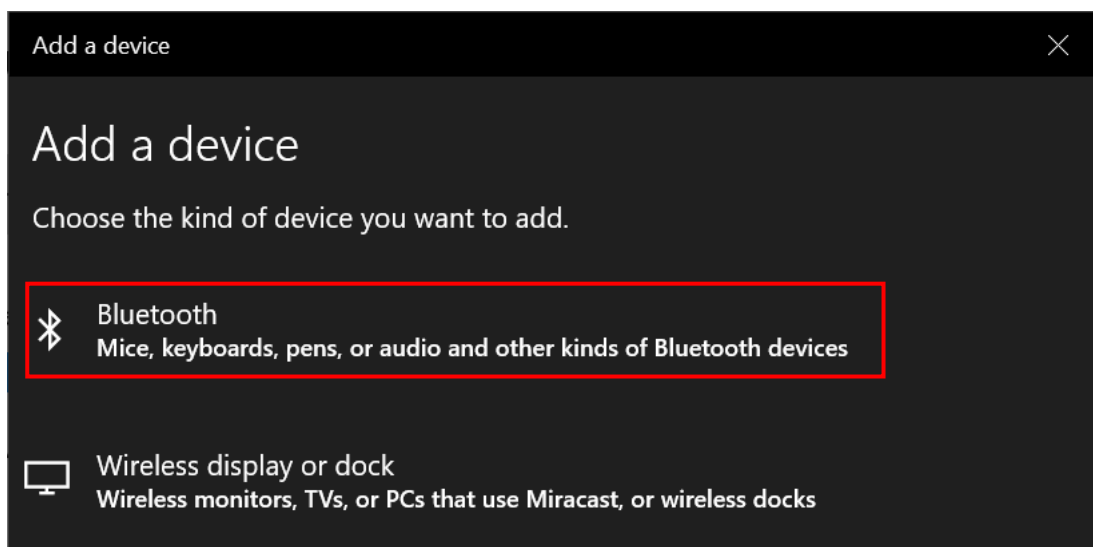 Add a device
Add a device
Choose the kind of device you want to add.
Bluetooth
Mice, keyboards, pens, or audio and other kinds of Bluetooth devices
Wireless display or dock
Wireless monitors, TVs, or PCs that use Miracast, or wireless docks